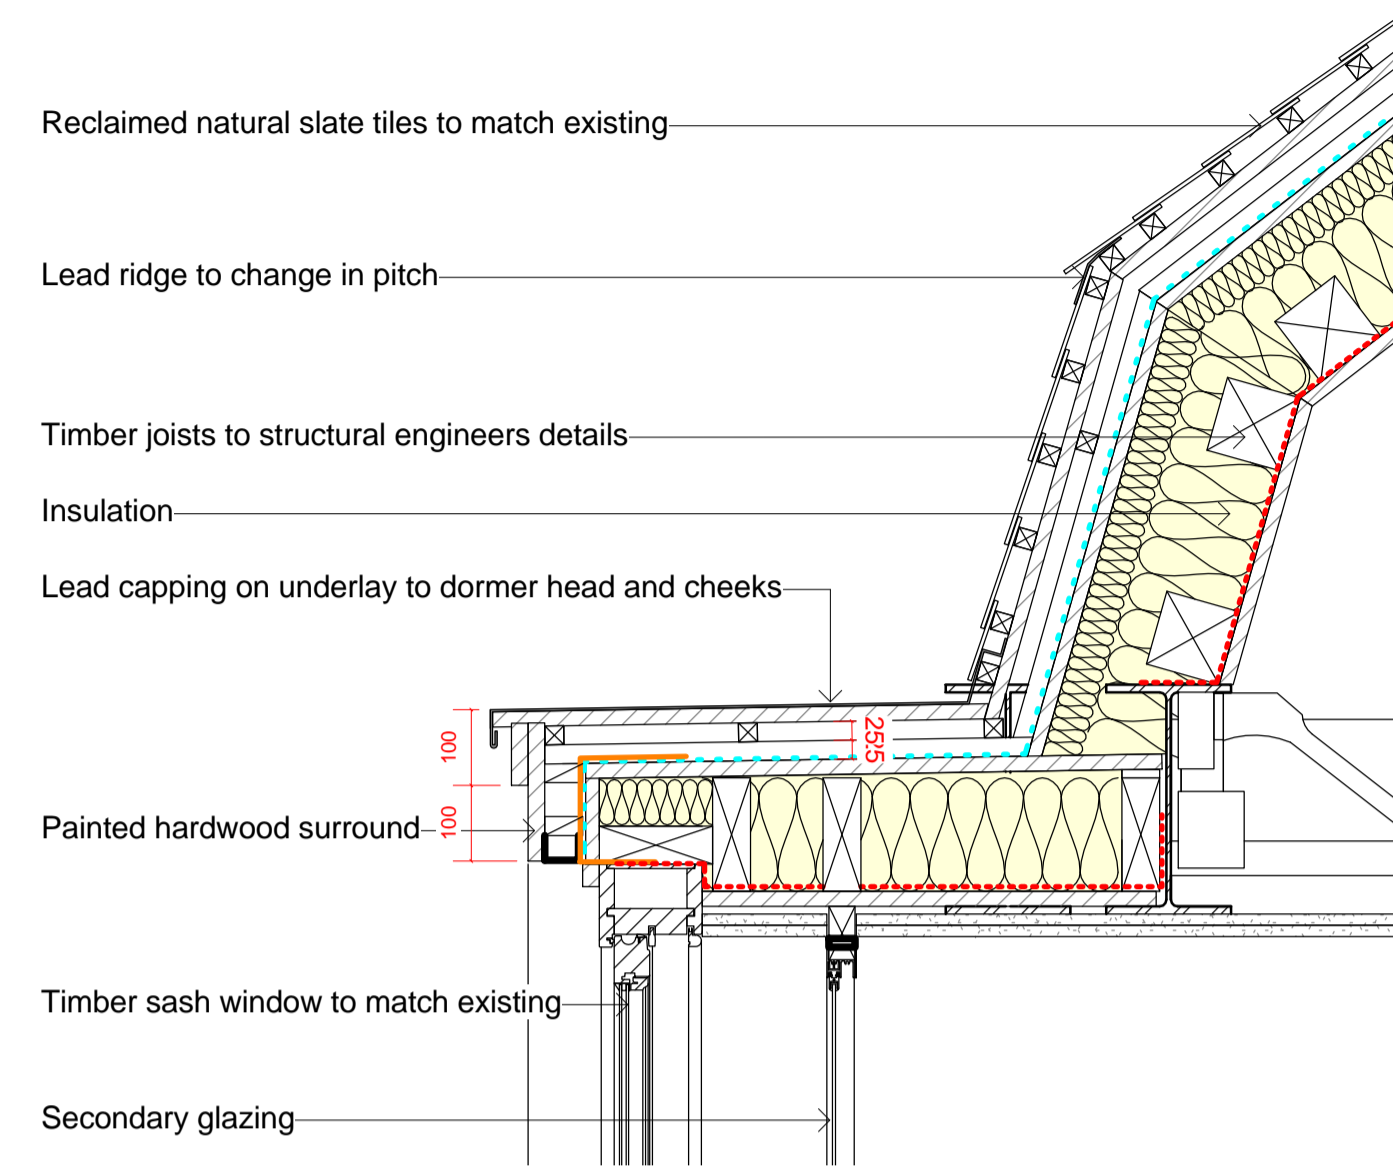 Reclaimed natural slate tiles to match existing
Lead ridge to change in pitch
Timber joists to structural engineers details
Insulation
Lead capping on underlay to dormer head and cheeks
100
100
Painted hardwood surround
Timber sash window to match existing
Secondary glazing